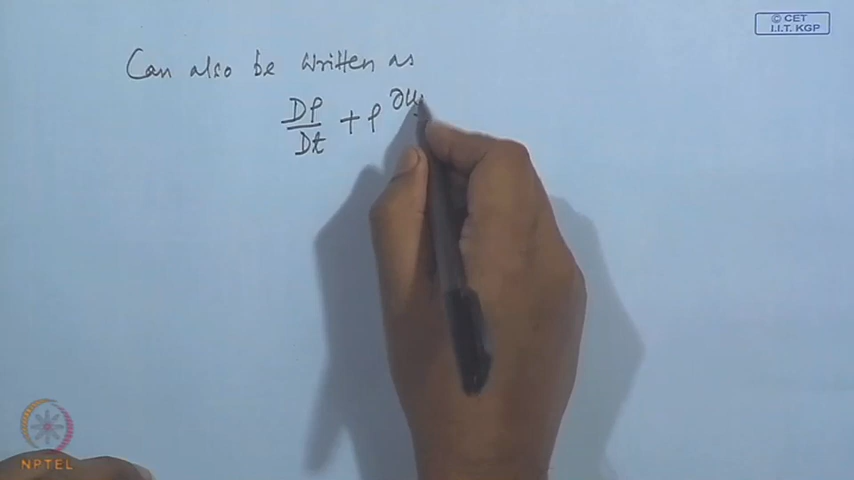 © CET
I.I.T. KGP
Can also be written as
Dρ/Dt + ρ ∂u
NPTEL